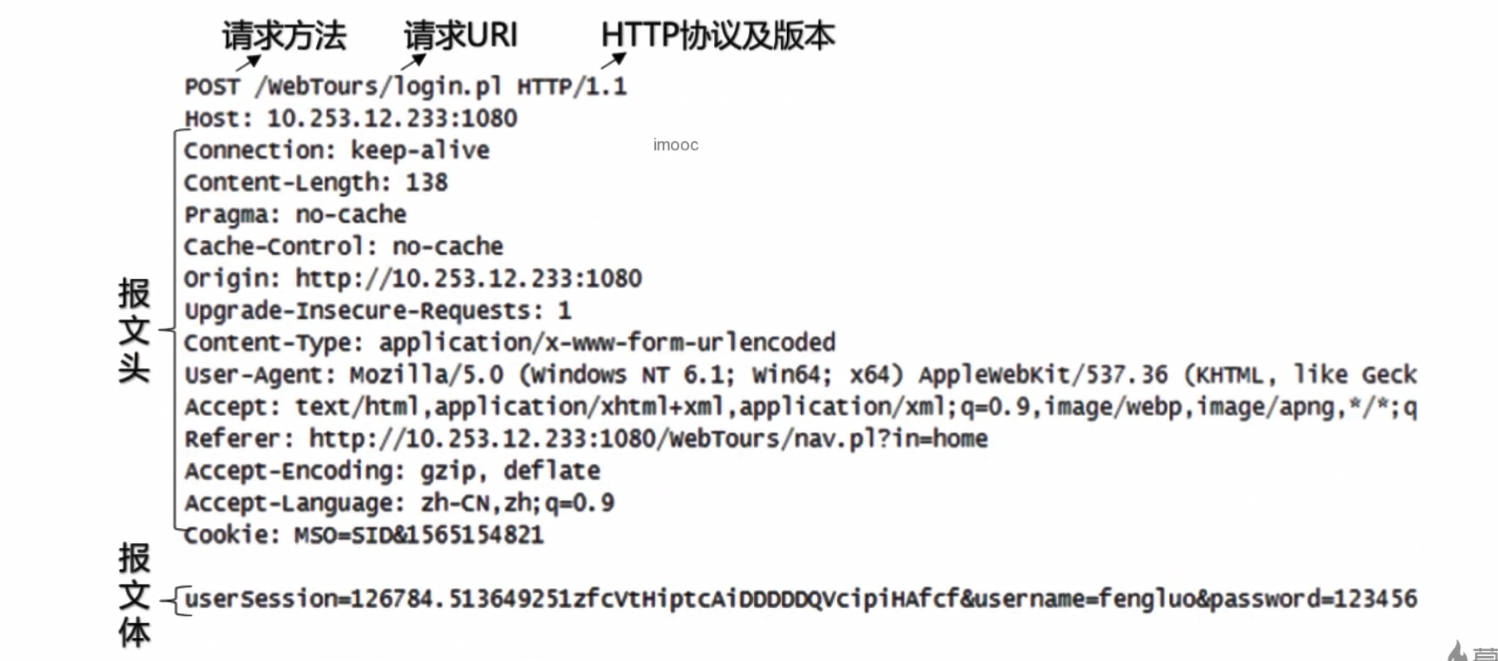 请求方法 请求URI HTTP协议及版本
POST /WebTours/login.pl HTTP/1.1
Host: 10.253.12.233:1080
imooc
Connection: keep-alive
Content-Length: 138
Pragma: no-cache
Cache-Control: no-cache
Origin: http://10.253.12.233:1080
Upgrade-Insecure-Requests: 1
Content-Type: application/x-www-form-urlencoded
User-Agent: Mozilla/5.0 (Windows NT 6.1; Win64; x64) AppleWebKit/537.36 (KHTML, like Geck
Accept: text/html,application/xhtml+xml,application/xml;q=0.9,image/webp,image/apng,*/*;q
Referer: http://10.253.12.233:1080/WebTours/nav.pl?in=home
Accept-Encoding: gzip, deflate
Accept-Language: zh-CN,zh;q=0.9
Cookie: MSO=SID&1565154821
报文头
报文体
userSession=126784.513649251zfcVtHiptcAiDDDDDQVcipiHAfcf&username=fengluo&password=123456